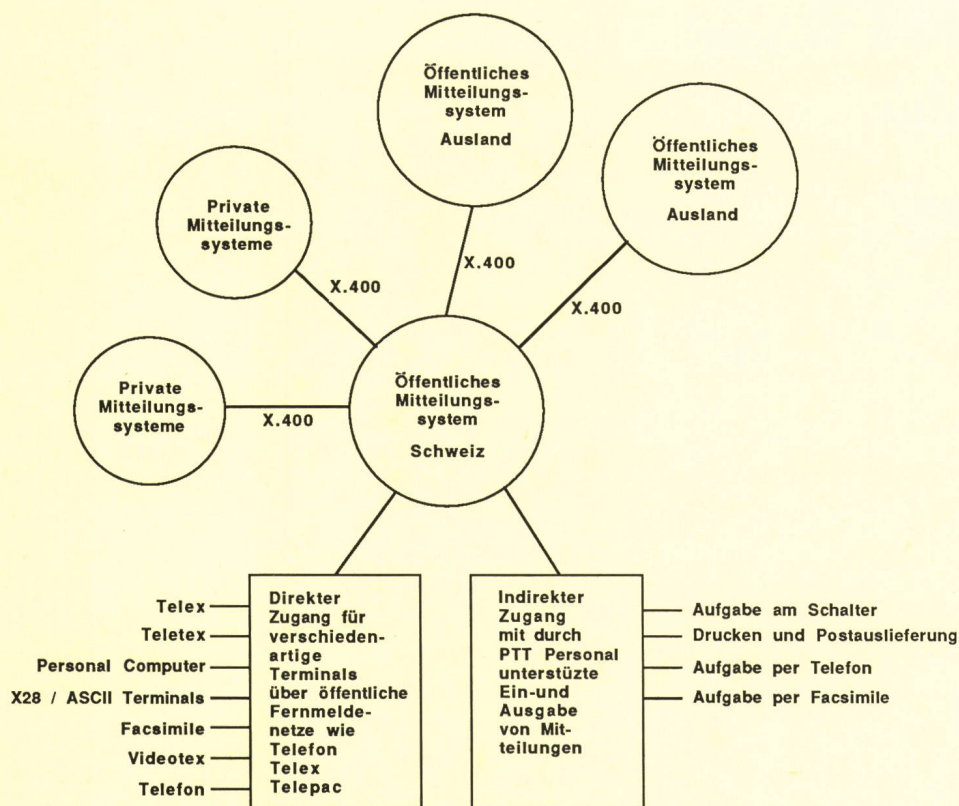 Öffentliches
Mitteilungs-
system
Ausland
Öffentliches
Mitteilungs-
system
Ausland
Private
Mitteilungs-
systeme
X.400
X.400
X.400
Private
Mitteilungs-
systeme
X.400
Öffentliches
Mitteilungs-
system
Schweiz
Telex
Teletex
Personal Computer
X28 / ASCII Terminals
Facsimile
Videotex
Telefon
Direkter
Zugang für
verschieden-
artige
Terminals
über öffentliche
Fernmelde-
netze wie
Telefon
Telex
Telepac
Indirekter
Zugang
mit durch
PTT Personal
unterstüzte
Ein-und
Ausgabe
von Mit-
teilungen
Aufgabe am Schalter
Drucken und Postauslieferung
Aufgabe per Telefon
Aufgabe per Facsimile